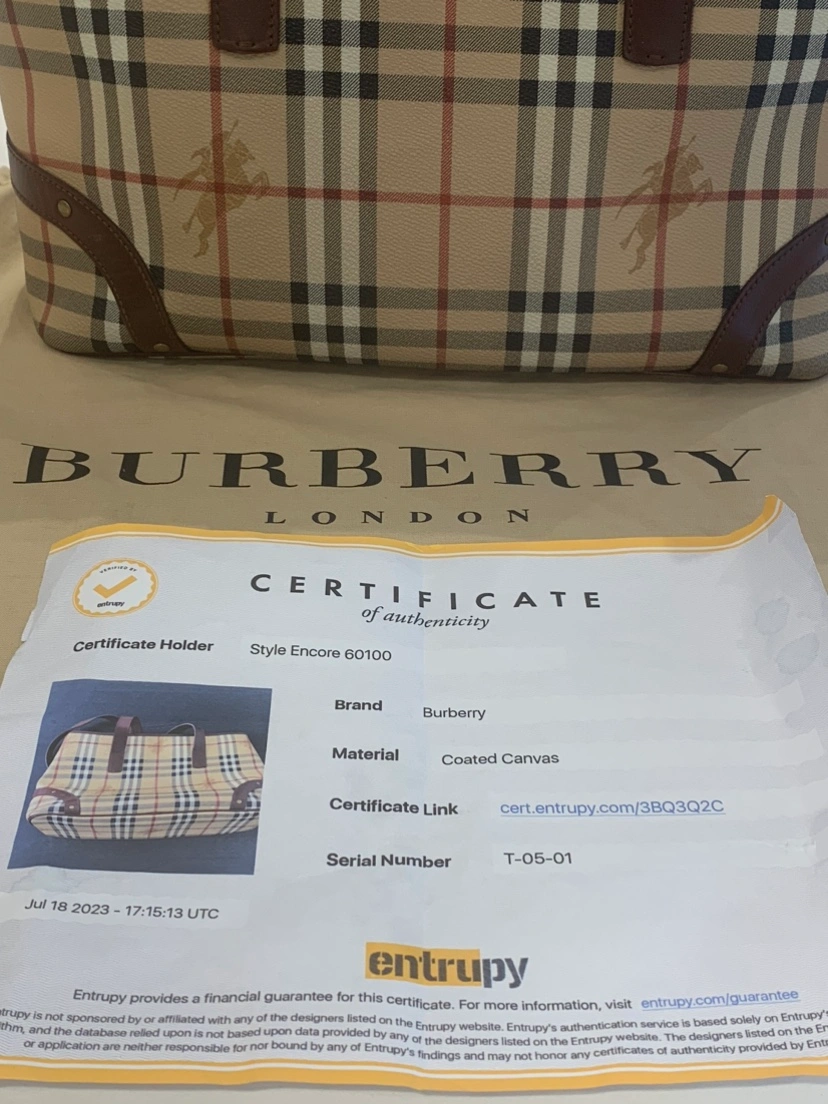 BURBERRY
LONDON
VERIFIED BY
entrupy
CERTIFICATE
of authenticity
Certificate Holder Style Encore 60100
Brand Burberry
Material Coated Canvas
Certificate Link cert.entrupy.com/3BQ3Q2C
Serial Number T-05-01
Jul 18 2023 - 17:15:13 UTC
entrupy
Entrupy provides a financial guarantee for this certificate. For more information, visit entrupy.com/guarantee
is not sponsored by or affiliated with any of the designers listed on the Entrupy website. Entrupy's authentication service is based solely on Entrupy's
and the database relied upon is not based upon data provided by any of the designers listed on the Entrupy website. The designers listed on the
or application are neither responsible for nor bound by any of Entrupy's findings and may not honor any certificates of authenticity provided by